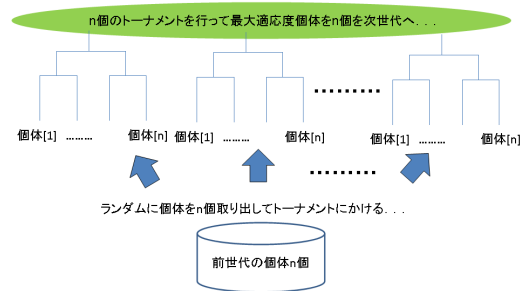 n個のトーナメントを行って最大適応度個体をn個を次世代へ...
個体[1] ……… 個体[n] 個体[1] ……… 個体[n] ……… 個体[1] ……… 個体[n]
………
ランダムに個体をn個取り出してトーナメントにかける...
前世代の個体n個